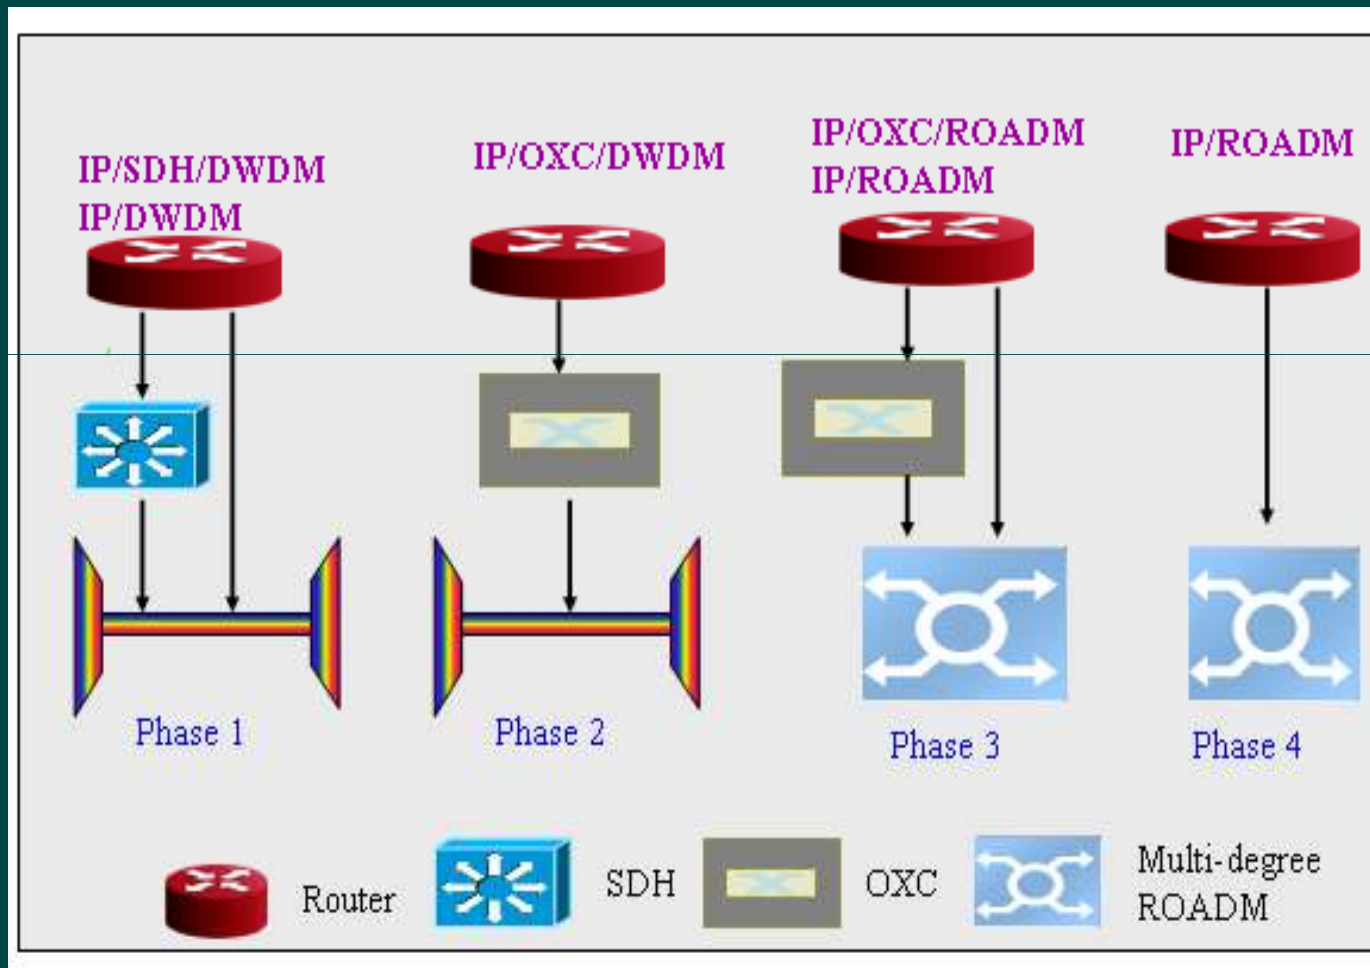 IP/SDH/DWDM
IP/DWDM
IP/OXC/DWDM
IP/OXC/ROADM
IP/ROADM
IP/ROADM
Phase 1
Phase 2
Phase 3
Phase 4
Router
SDH
OXC
Multi-degree
ROADM